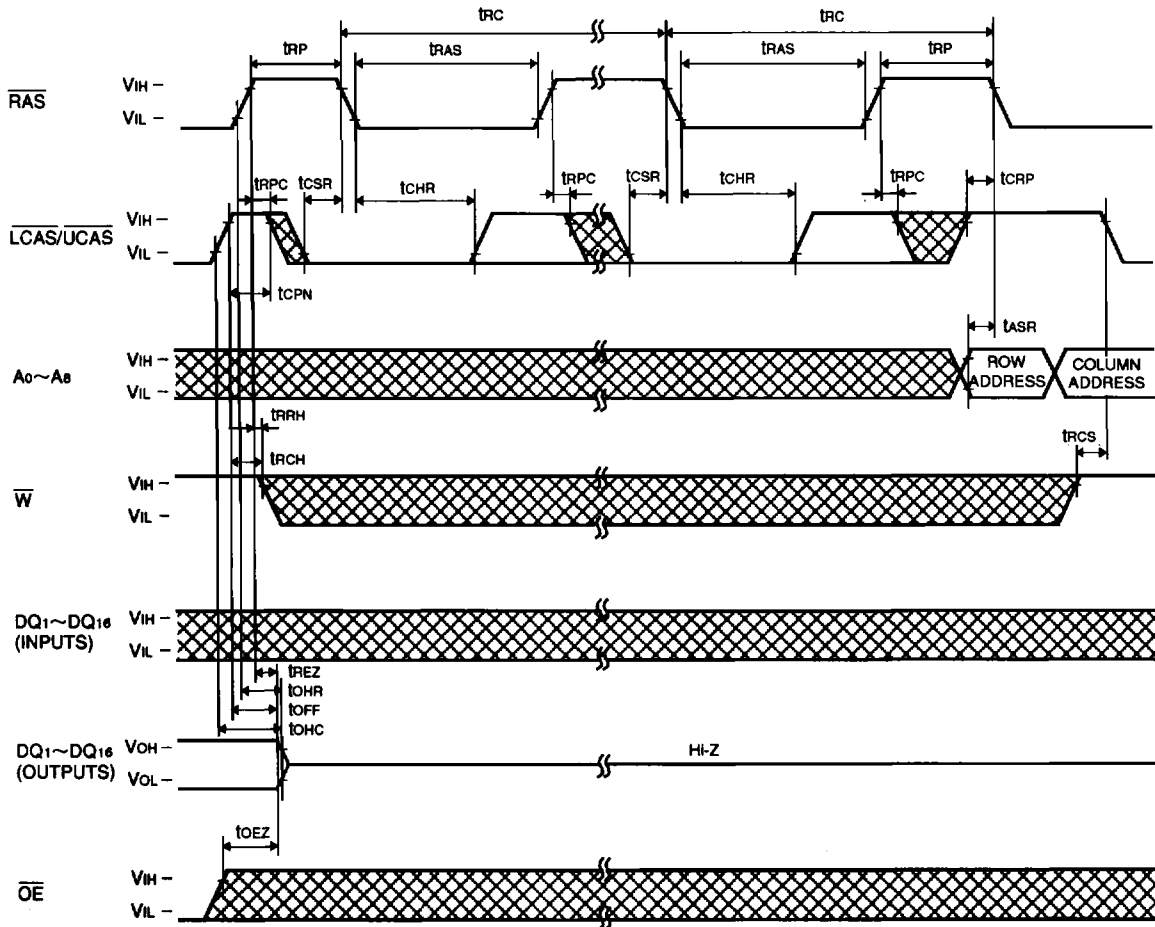 tRC tRC
tRP tRAS tRAS tRP
RAS VIH
VIL
tRPC tCSR tCHR tRPC tCSR tCHR tRPC tCRP
LCAS/UCAS VIH
VIL
tCPN
tASR
A0~A8 VIH
VIL
ROW ADDRESS
COLUMN ADDRESS
tRRH
tRCH
tRCS
W VIH
VIL
DQ1~DQ16
(INPUTS)
VIH
VIL
tREZ
tOHR
tOFF
tOHC
DQ1~DQ16
(OUTPUTS)
VOH
VOL
Hi-Z
tOEZ
OE VIH
VIL